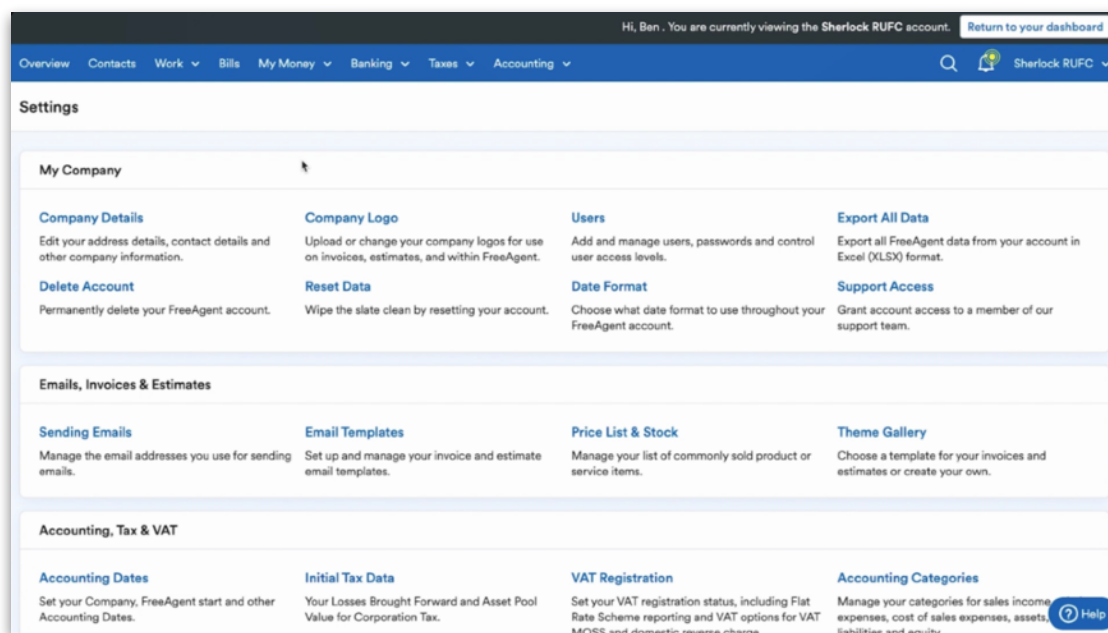 Hi, Ben . You are currently viewing the Sherlock RUFC account. Return to your dashboard
Overview Contacts Work Bills My Money Banking Taxes Accounting Sherlock RUFC
Settings
My Company
Company Details
Edit your address details, contact details and
other company information.
Company Logo
Upload or change your company logos for use
on invoices, estimates, and within FreeAgent.
Users
Add and manage users, passwords and control
user access levels.
Export All Data
Export all FreeAgent data from your account in
Excel (XLSX) format.
Delete Account
Permanently delete your FreeAgent account.
Reset Data
Wipe the slate clean by resetting your account.
Date Format
Choose what date format to use throughout your
FreeAgent account.
Support Access
Grant account access to a member of our
support team.
Emails, Invoices & Estimates
Sending Emails
Manage the email addresses you use for sending
emails.
Email Templates
Set up and manage your invoice and estimate
email templates.
Price List & Stock
Manage your list of commonly sold product or
service items.
Theme Gallery
Choose a template for your invoices and
estimates or create your own.
Accounting, Tax & VAT
Accounting Dates
Set your Company, FreeAgent start and other
Accounting Dates.
Initial Tax Data
Your Losses Brought Forward and Asset Pool
Value for Corporation Tax.
VAT Registration
Set your VAT registration status, including Flat
Rate Scheme reporting and VAT options for VAT
MOSS and domestic reverse charge.
Accounting Categories
Manage your categories for sales income,
expenses, cost of sales expenses, assets,
liabilities and equity.
Help